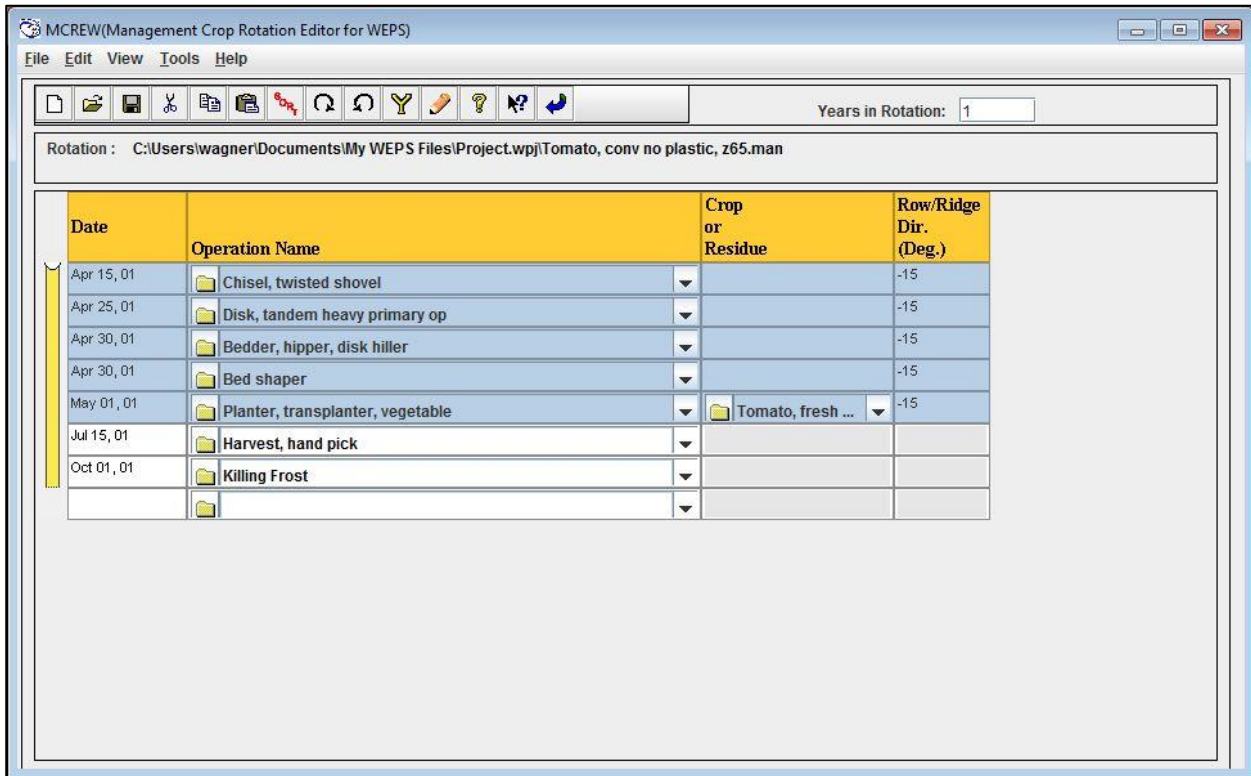 MCREW(Management Crop Rotation Editor for WEPS)
File Edit View Tools Help
SORT
Years in Rotation: 1
Rotation : C:\Users\wagner\Documents\My WEPS Files\Project.wpj\Tomato, conv no plastic, z65.man
Date Operation Name Crop or Residue Row/Ridge Dir. (Deg.)
Apr 15, 01 Chisel, twisted shovel -15
Apr 25, 01 Disk, tandem heavy primary op -15
Apr 30, 01 Bedder, hipper, disk hiller -15
Apr 30, 01 Bed shaper -15
May 01, 01 Planter, transplanter, vegetable Tomato, fresh ... -15
Jul 15, 01 Harvest, hand pick
Oct 01, 01 Killing Frost